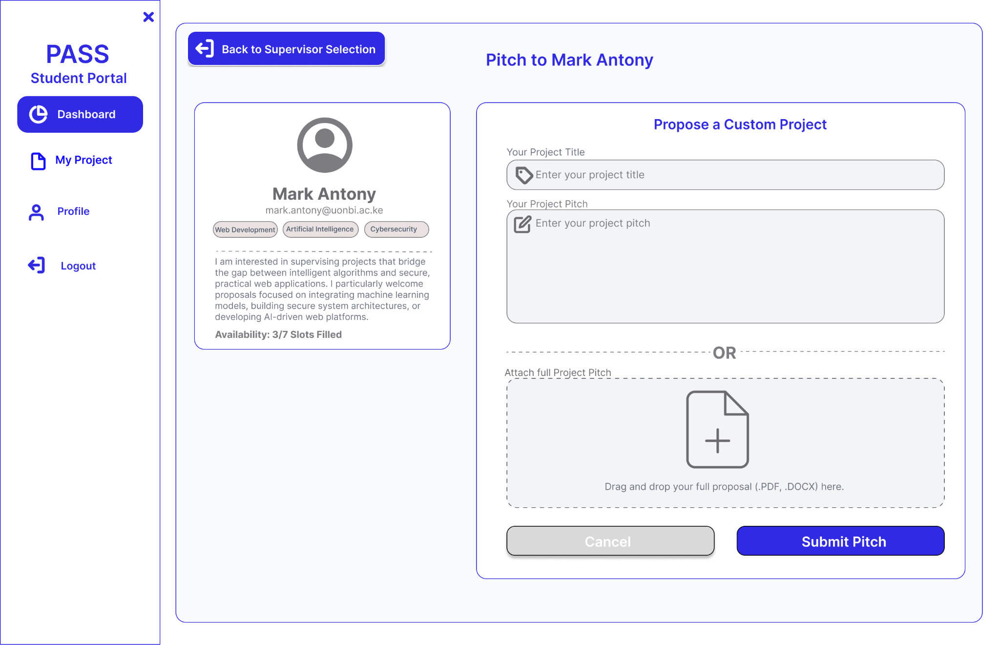 PASS
Student Portal
Dashboard
My Project
Profile
Logout
Back to Supervisor Selection
Pitch to Mark Antony
Mark Antony
mark.antony@uonbi.ac.ke
Web Development
Artificial Intelligence
Cybersecurity
I am interested in supervising projects that bridge
the gap between intelligent algorithms and secure,
practical web applications. I particularly welcome
proposals focused on integrating machine learning
models, building secure system architectures, or
developing AI-driven web platforms.
Availability: 3/7 Slots Filled
Propose a Custom Project
Your Project Title
Enter your project title
Your Project Pitch
Enter your project pitch
OR
Attach full Project Pitch
Drag and drop your full proposal (.PDF, .DOCX) here.
Cancel
Submit Pitch